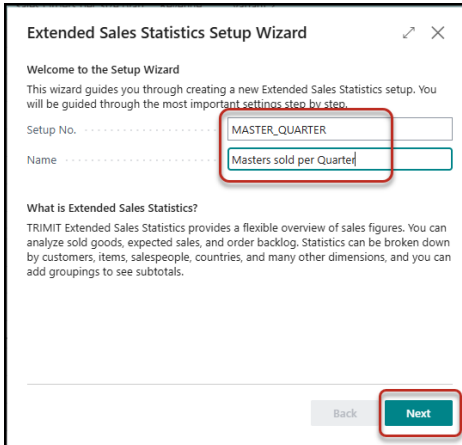 Extended Sales Statistics Setup Wizard
Welcome to the Setup Wizard
This wizard guides you through creating a new Extended Sales Statistics setup. You
will be guided through the most important settings step by step.
Setup No. MASTER_QUARTER
Name Masters sold per Quarter
What is Extended Sales Statistics?
TRIMIT Extended Sales Statistics provides a flexible overview of sales figures. You can
analyze sold goods, expected sales, and order backlog. Statistics can be broken down
by customers, items, salespeople, countries, and many other dimensions, and you can
add groupings to see subtotals.
Back Next